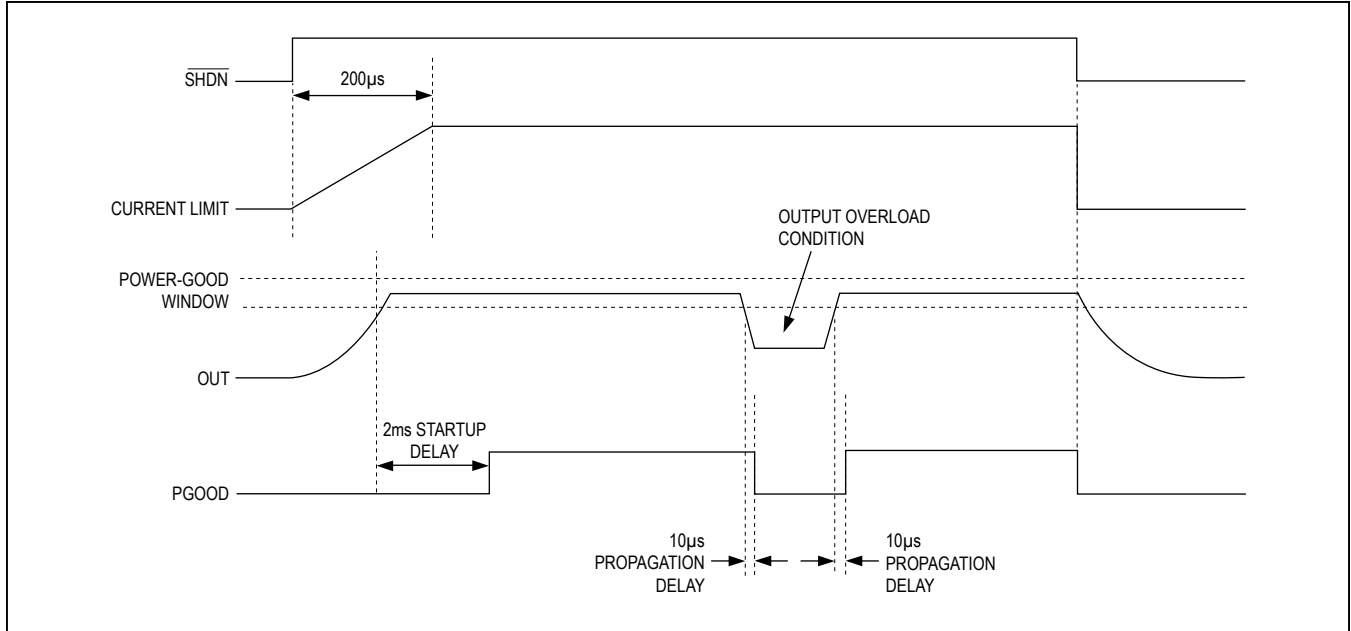 SHDN
200µs
CURRENT LIMIT
OUTPUT OVERLOAD
CONDITION
POWER-GOOD
WINDOW
OUT
2ms STARTUP
DELAY
PGOOD
10µs
PROPAGATION
DELAY
10µs
PROPAGATION
DELAY